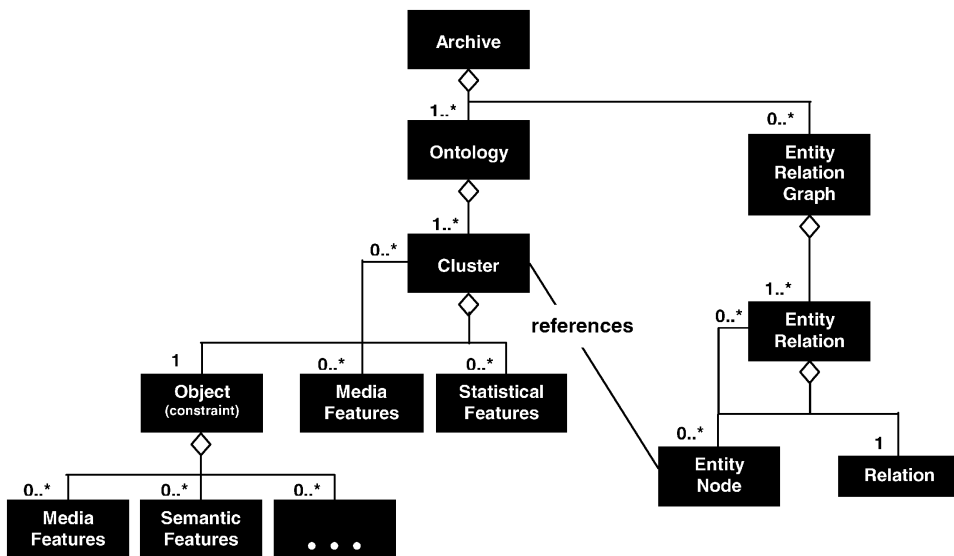 Archive
1..*
0..*
Ontology
Entity
Relation
Graph
1..*
0..*
Cluster
references
1..*
0..*
Entity
Relation
1
0..*
0..*
Object
(constraint)
Media
Features
Statistical
Features
0..*
1
Entity
Node
Relation
0..*
0..*
0..*
Media
Features
Semantic
Features
• • •